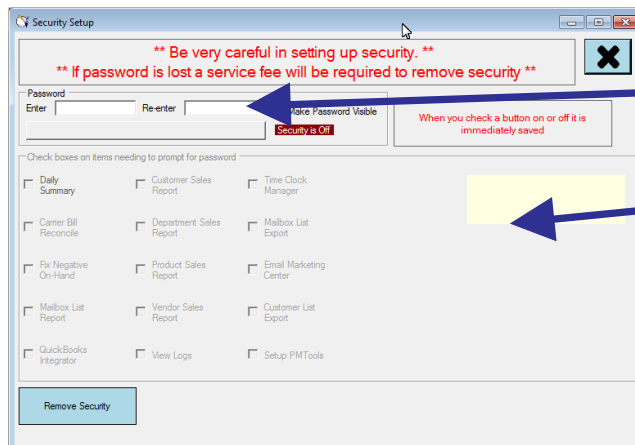 Security Setup
** Be very careful in setting up security. **
** If password is lost a service fee will be required to remove security **
Password
Enter Re-enter Make Password Visible
Security is Off
When you check a button on or off it is
immediately saved
Check boxes on items needing to prompt for password
Daily
Summary
Customer Sales
Report
Time Clock
Manager
Carrier Bill
Reconcile
Department Sales
Report
Mailbox List
Export
Fix Negative
On-Hand
Product Sales
Report
Email Marketing
Center
Mailbox List
Report
Vendor Sales
Report
Customer List
Export
QuickBooks
Integrator
View Logs
Setup PMTools
Remove Security